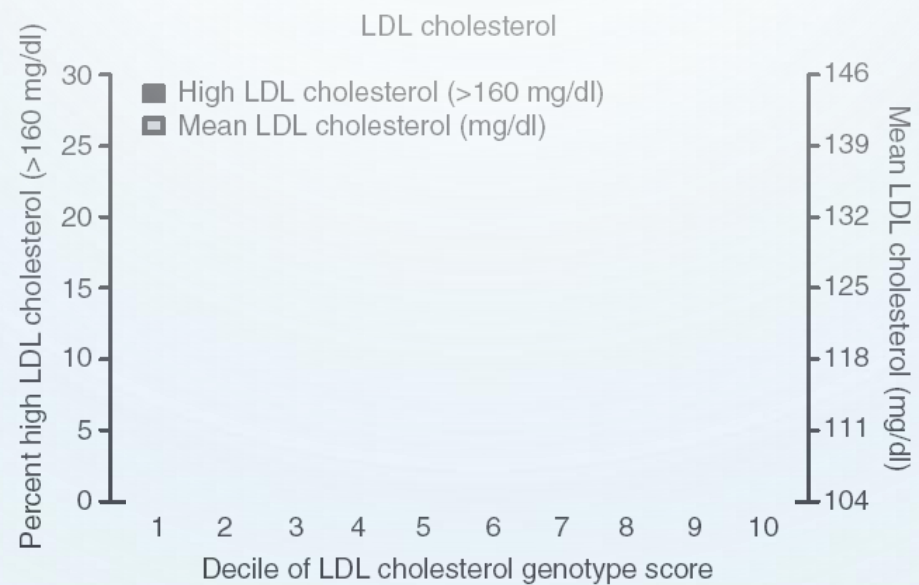 LDL cholesterol
Percent high LDL cholesterol (>160 mg/dl)
30
25
20
15
10
5
0
High LDL cholesterol (>160 mg/dl)
Mean LDL cholesterol (mg/dl)
146
139
132
125
118
111
104
Mean LDL cholesterol (mg/dl)
1 2 3 4 5 6 7 8 9 10
Decile of LDL cholesterol genotype score